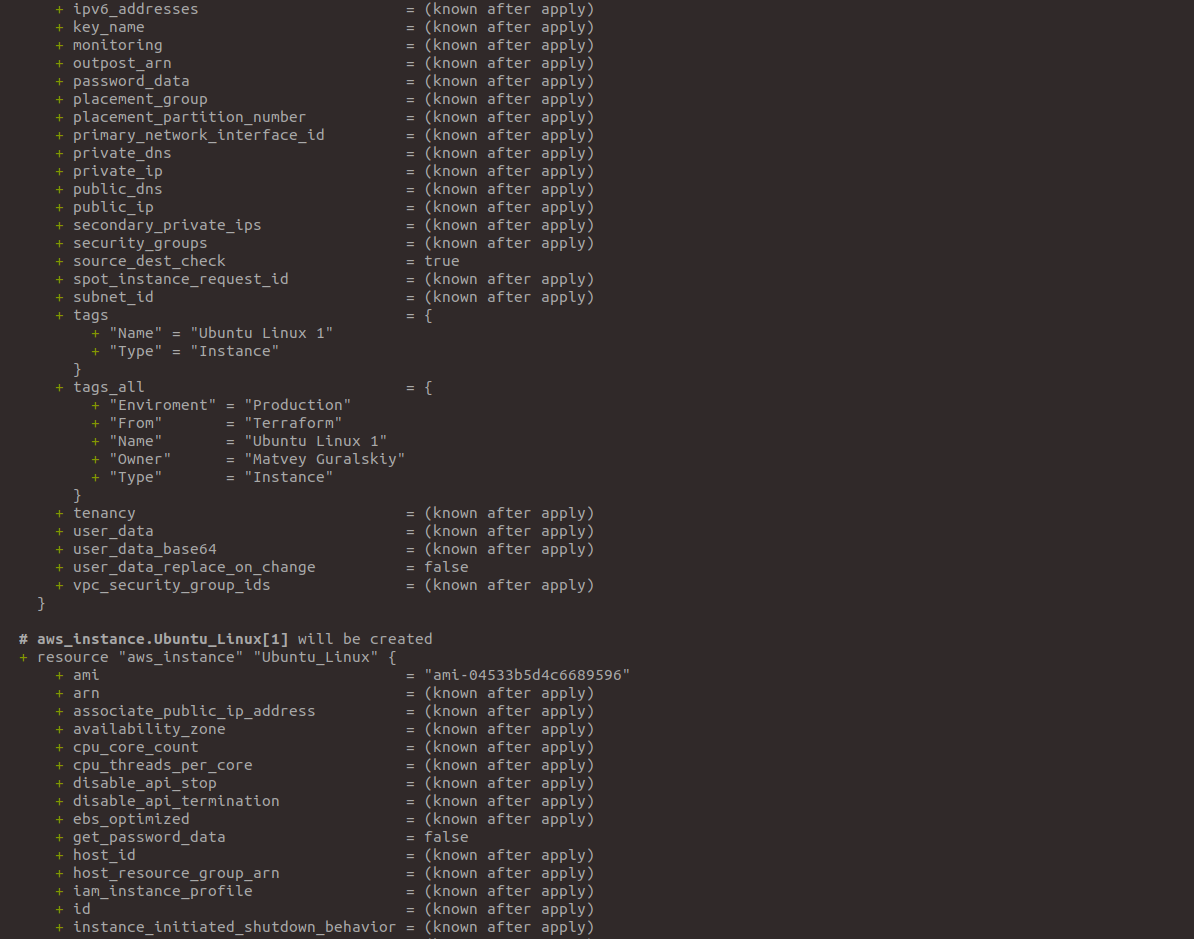 + ipv6_addresses = (known after apply)
+ key_name = (known after apply)
+ monitoring = (known after apply)
+ outpost_arn = (known after apply)
+ password_data = (known after apply)
+ placement_group = (known after apply)
+ placement_partition_number = (known after apply)
+ primary_network_interface_id = (known after apply)
+ private_dns = (known after apply)
+ private_ip = (known after apply)
+ public_dns = (known after apply)
+ public_ip = (known after apply)
+ secondary_private_ips = (known after apply)
+ security_groups = (known after apply)
+ source_dest_check = true
+ spot_instance_request_id = (known after apply)
+ subnet_id = (known after apply)
+ tags = {
+ "Name" = "Ubuntu Linux 1"
+ "Type" = "Instance"
}
+ tags_all = {
+ "Enviroment" = "Production"
+ "From" = "Terraform"
+ "Name" = "Ubuntu Linux 1"
+ "Owner" = "Matvey Guralskiy"
+ "Type" = "Instance"
}
+ tenancy = (known after apply)
+ user_data = (known after apply)
+ user_data_base64 = (known after apply)
+ user_data_replace_on_change = false
+ vpc_security_group_ids = (known after apply)
}
# aws_instance.Ubuntu_Linux[1] will be created
+ resource "aws_instance" "Ubuntu_Linux" {
+ ami = "ami-04533b5d4c6689596"
+ arn = (known after apply)
+ associate_public_ip_address = (known after apply)
+ availability_zone = (known after apply)
+ cpu_core_count = (known after apply)
+ cpu_threads_per_core = (known after apply)
+ disable_api_stop = (known after apply)
+ disable_api_termination = (known after apply)
+ ebs_optimized = (known after apply)
+ get_password_data = false
+ host_id = (known after apply)
+ host_resource_group_arn = (known after apply)
+ iam_instance_profile = (known after apply)
+ id = (known after apply)
+ instance_initiated_shutdown_behavior = (known after apply)